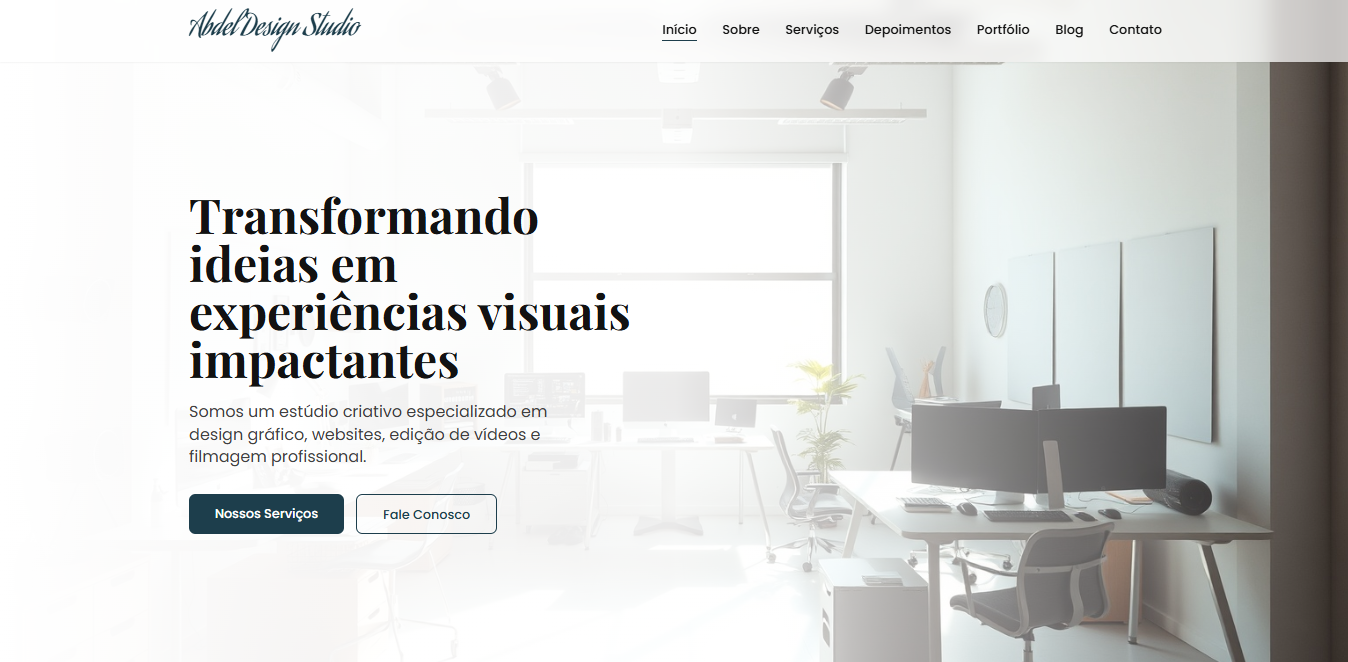 Abdel Design Studio
Início Sobre Serviços Depoimentos Portfólio Blog Contato
Transformando
ideias em
experiências visuais
impactantes
Somos um estúdio criativo especializado em
design gráfico, websites, edição de vídeos e
filmagem profissional.
Nossos Serviços Fale Conosco